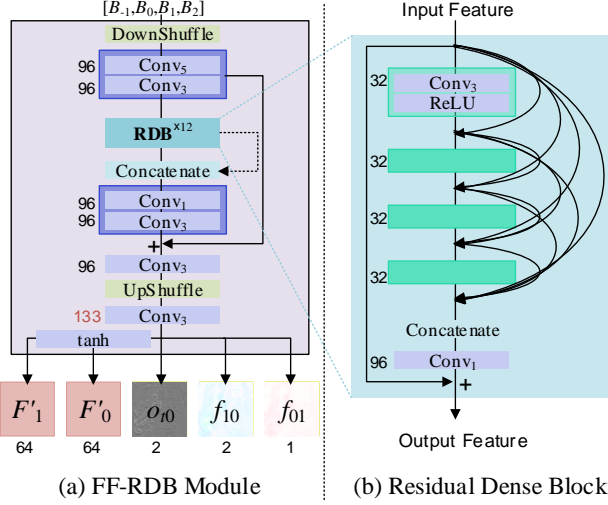 [B-1,B0,B1,B2]
DownShuffle
96 Conv5
96 Conv3
RDB×12
Concatenate
96 Conv1
96 Conv3
+
96 Conv3
UpShuffle
133 Conv3
tanh
F'1 F'0 ot0 f10 f01
64 64 2 2 1
(a) FF-RDB Module
Input Feature
32 Conv3
ReLU
32
32
32
Concatenate
96 Conv1
+
Output Feature
(b) Residual Dense Block